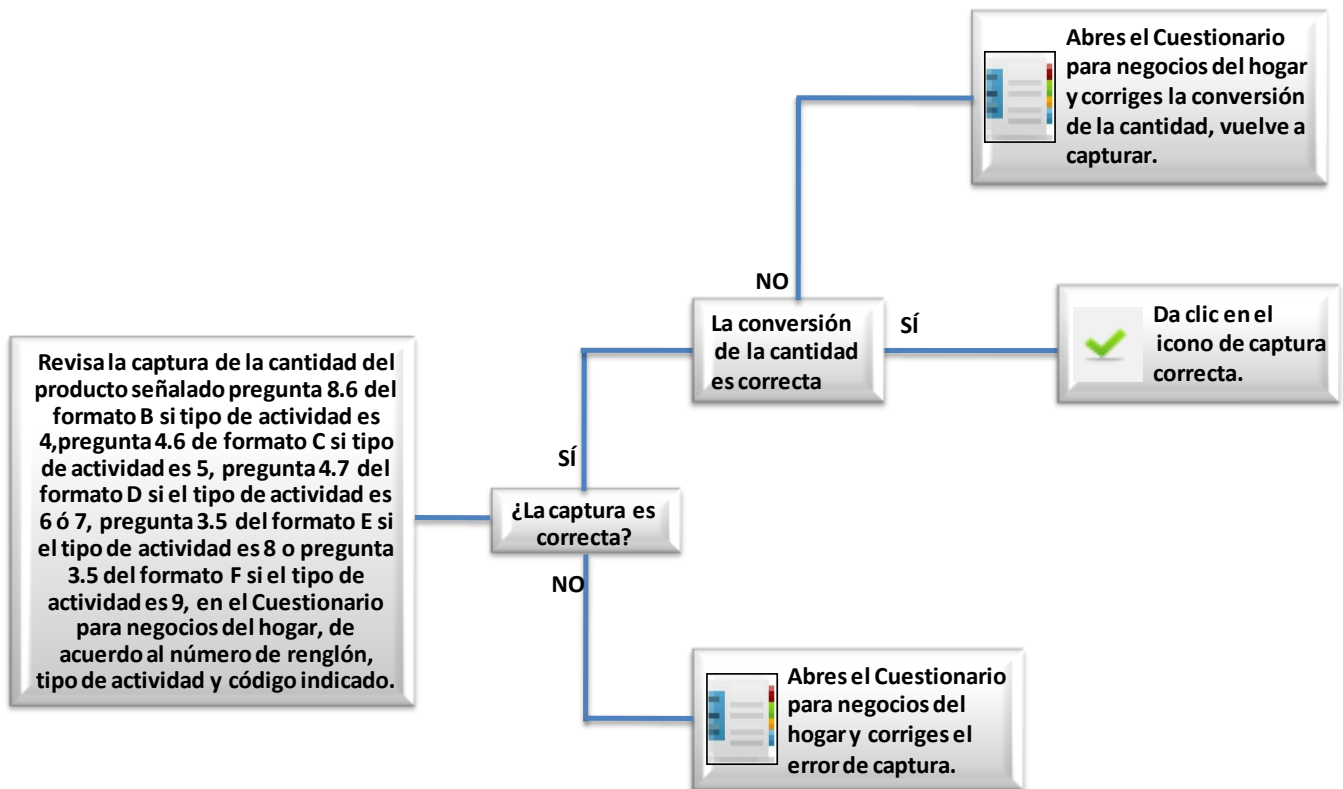 Revisa la captura de la cantidad del
producto señalado pregunta 8.6 del
formato B si tipo de actividad es
4,pregunta 4.6 de formato C si tipo
de actividad es 5, pregunta 4.7 del
formato D si el tipo de actividad es
6 ó 7, pregunta 3.5 del formato E si
el tipo de actividad es 8 o pregunta
3.5 del formato F si el tipo de
actividad es 9, en el Cuestionario
para negocios del hogar, de
acuerdo al número de renglón,
tipo de actividad y código indicado.
¿La captura es
correcta?
SÍ
La conversión
de la cantidad
es correcta
NO
Abres el Cuestionario
para negocios del hogar
y corriges la conversión
de la cantidad, vuelve a
capturar.
SÍ
Da clic en el
icono de captura
correcta.
NO
Abres el Cuestionario
para negocios del
hogar y corriges el
error de captura.